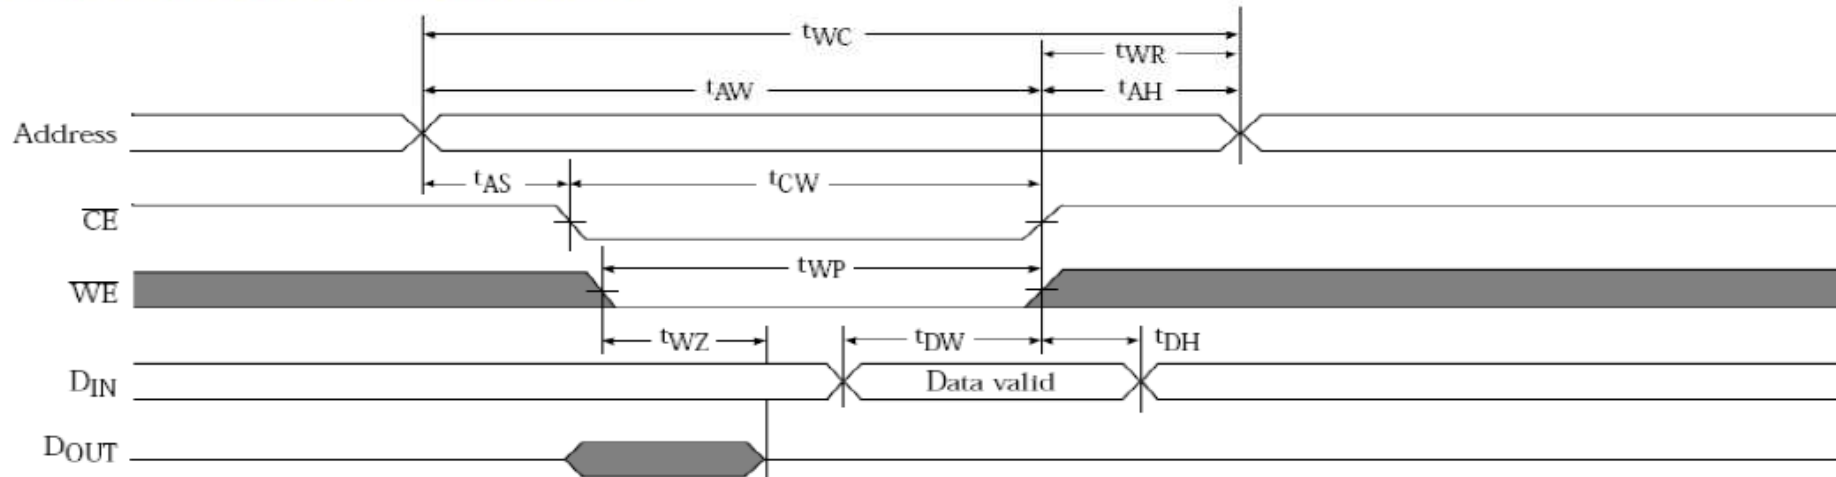 tWC
tWR
tAW tAH
Address
tAS tCW
CE
tWP
WE
tWZ tDW tDH
DIN Data valid
DOUT